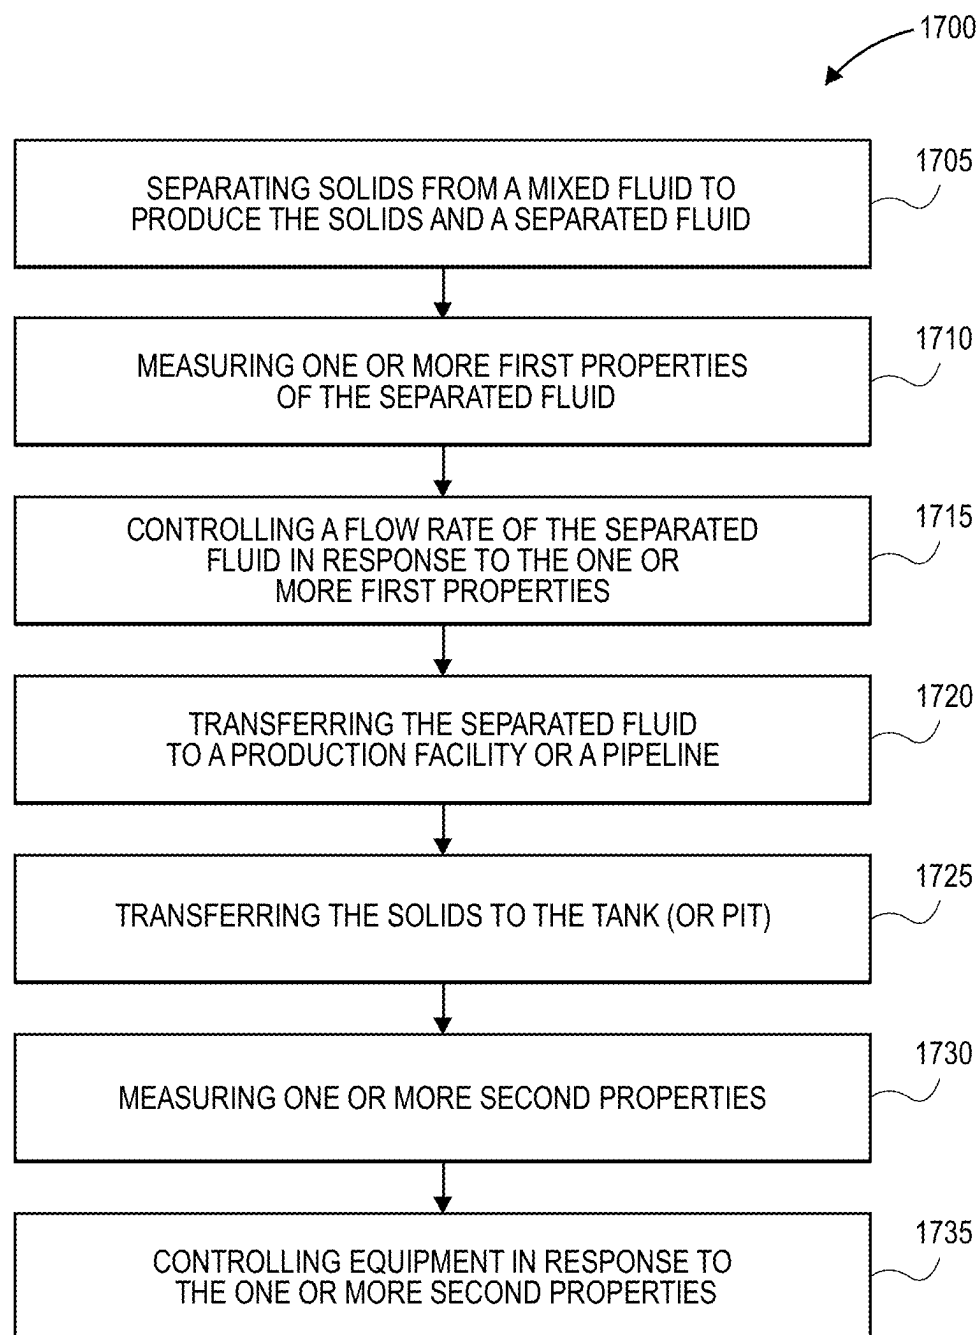 1700
1705
SEPARATING SOLIDS FROM A MIXED FLUID TO
PRODUCE THE SOLIDS AND A SEPARATED FLUID
1710
MEASURING ONE OR MORE FIRST PROPERTIES
OF THE SEPARATED FLUID
1715
CONTROLLING A FLOW RATE OF THE SEPARATED
FLUID IN RESPONSE TO THE ONE OR
MORE FIRST PROPERTIES
1720
TRANSFERRING THE SEPARATED FLUID
TO A PRODUCTION FACILITY OR A PIPELINE
1725
TRANSFERRING THE SOLIDS TO THE TANK (OR PIT)
1730
MEASURING ONE OR MORE SECOND PROPERTIES
1735
CONTROLLING EQUIPMENT IN RESPONSE TO
THE ONE OR MORE SECOND PROPERTIES